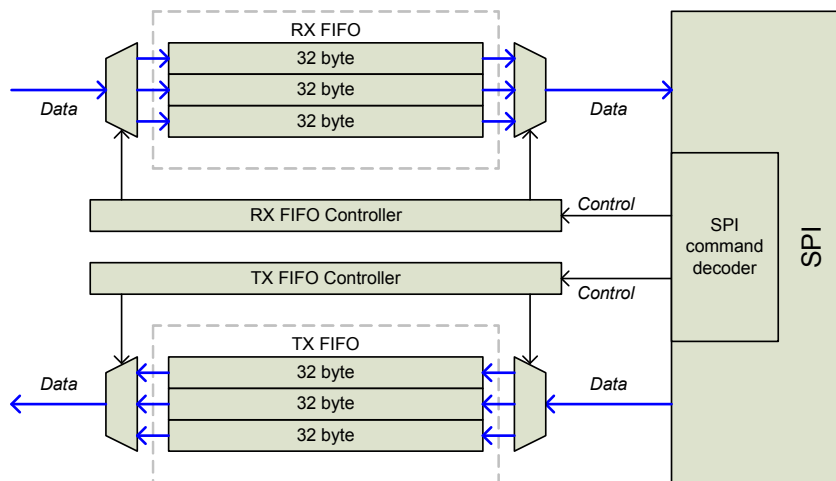 RX FIFO
32 byte
32 byte
32 byte
Data
Data
RX FIFO Controller
Control
SPI
command
decoder
SPI
TX FIFO Controller
Control
TX FIFO
32 byte
32 byte
32 byte
Data
Data